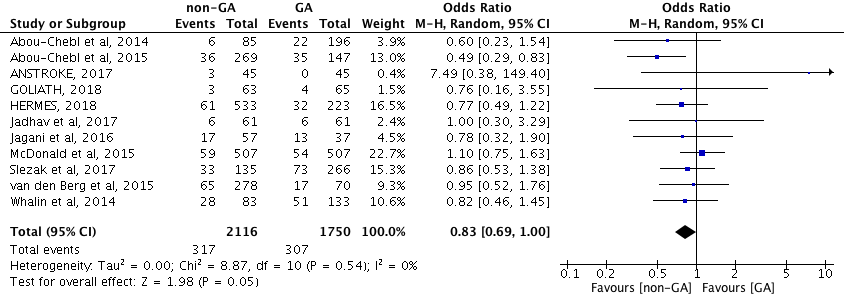 non-GA GA Odds Ratio Odds Ratio
Study or Subgroup Events Total Events Total Weight M-H, Random, 95% CI M-H, Random, 95% CI
Abou-Chebl et al, 2014 6 85 22 196 3.9% 0.60 [0.23, 1.54]
Abou-Chebl et al, 2015 36 269 35 147 13.0% 0.49 [0.29, 0.83]
ANSTROKE, 2017 3 45 0 45 0.4% 7.49 [0.38, 149.40]
GOLIATH, 2018 3 63 4 65 1.5% 0.76 [0.16, 3.55]
HERMES, 2018 61 533 32 223 16.8% 0.77 [0.49, 1.22]
Jadhav et al, 2017 6 61 6 61 2.5% 1.00 [0.30, 3.29]
Jagani et al, 2016 17 57 13 37 4.5% 0.78 [0.32, 1.90]
McDonald et al, 2015 59 507 54 507 22.7% 1.10 [0.75, 1.63]
Slezak et al, 2017 33 135 73 266 15.3% 0.86 [0.53, 1.38]
van den Berg et al, 2015 65 278 17 70 9.3% 0.95 [0.52, 1.76]
Whalin et al, 2014 28 83 51 133 10.6% 0.82 [0.46, 1.45]
Total (95% CI) 2116 1750 100.0% 0.83 [0.69, 1.00]
Total events 317 307
Heterogeneity: Tau² = 0.00; Chi² = 8.87, df = 10 (P = 0.54); I² = 0%
Test for overall effect: Z = 1.98 (P = 0.05)
0.1 0.2 0.5 1 2 5 10
Favours [non-GA] Favours [GA]